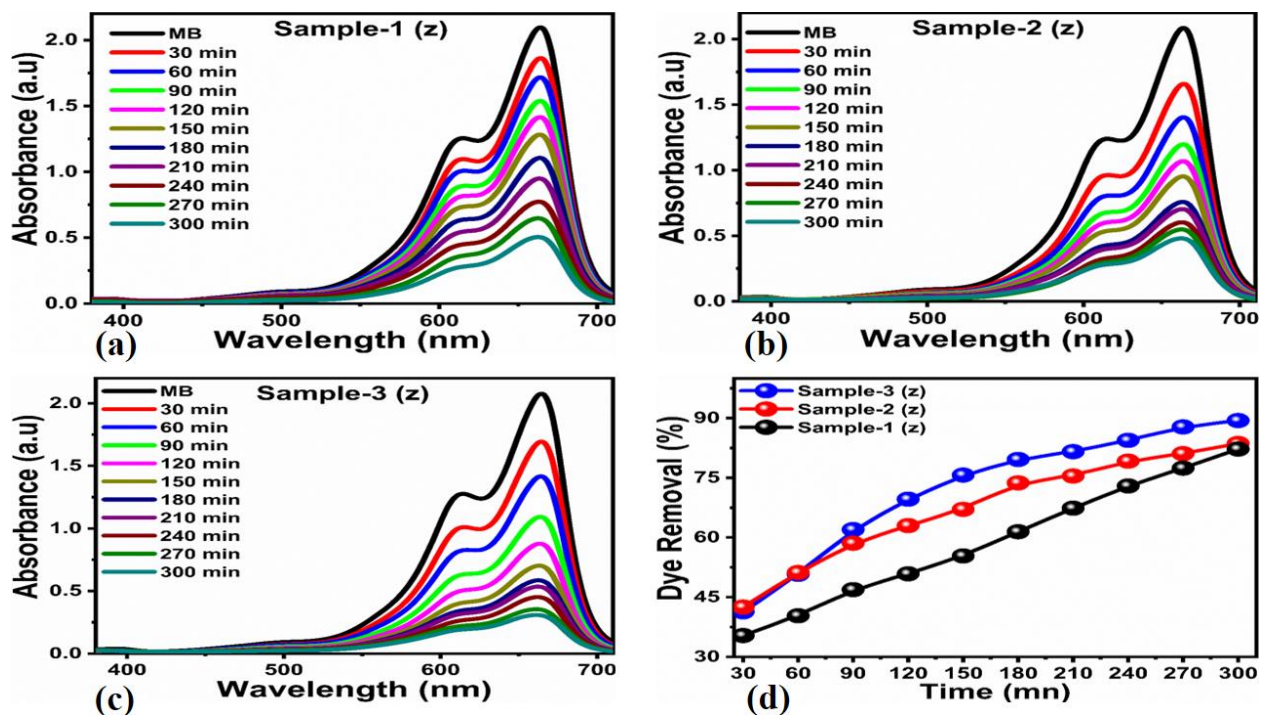 Sample-1 (z)
MB
30 min
60 min
90 min
120 min
150 min
180 min
210 min
240 min
270 min
300 min
2.0
1.5
1.0
0.5
0.0
Absorbance (a.u)
400 500 600 700
Wavelength (nm)
(a)
Sample-2 (z)
MB
30 min
60 min
90 min
120 min
150 min
180 min
210 min
240 min
270 min
300 min
2.0
1.5
1.0
0.5
0.0
Absorbance (a.u)
400 500 600 700
Wavelength (nm)
(b)
Sample-3 (z)
MB
30 min
60 min
90 min
120 min
150 min
180 min
210 min
240 min
270 min
300 min
2.0
1.5
1.0
0.5
0.0
Absorbance (a.u)
400 500 600 700
Wavelength (nm)
(c)
Sample-3 (z)
Sample-2 (z)
Sample-1 (z)
90
75
60
45
30
Dye Removal (%)
30 60 90 120 150 180 210 240 270 300
Time (mn)
(d)